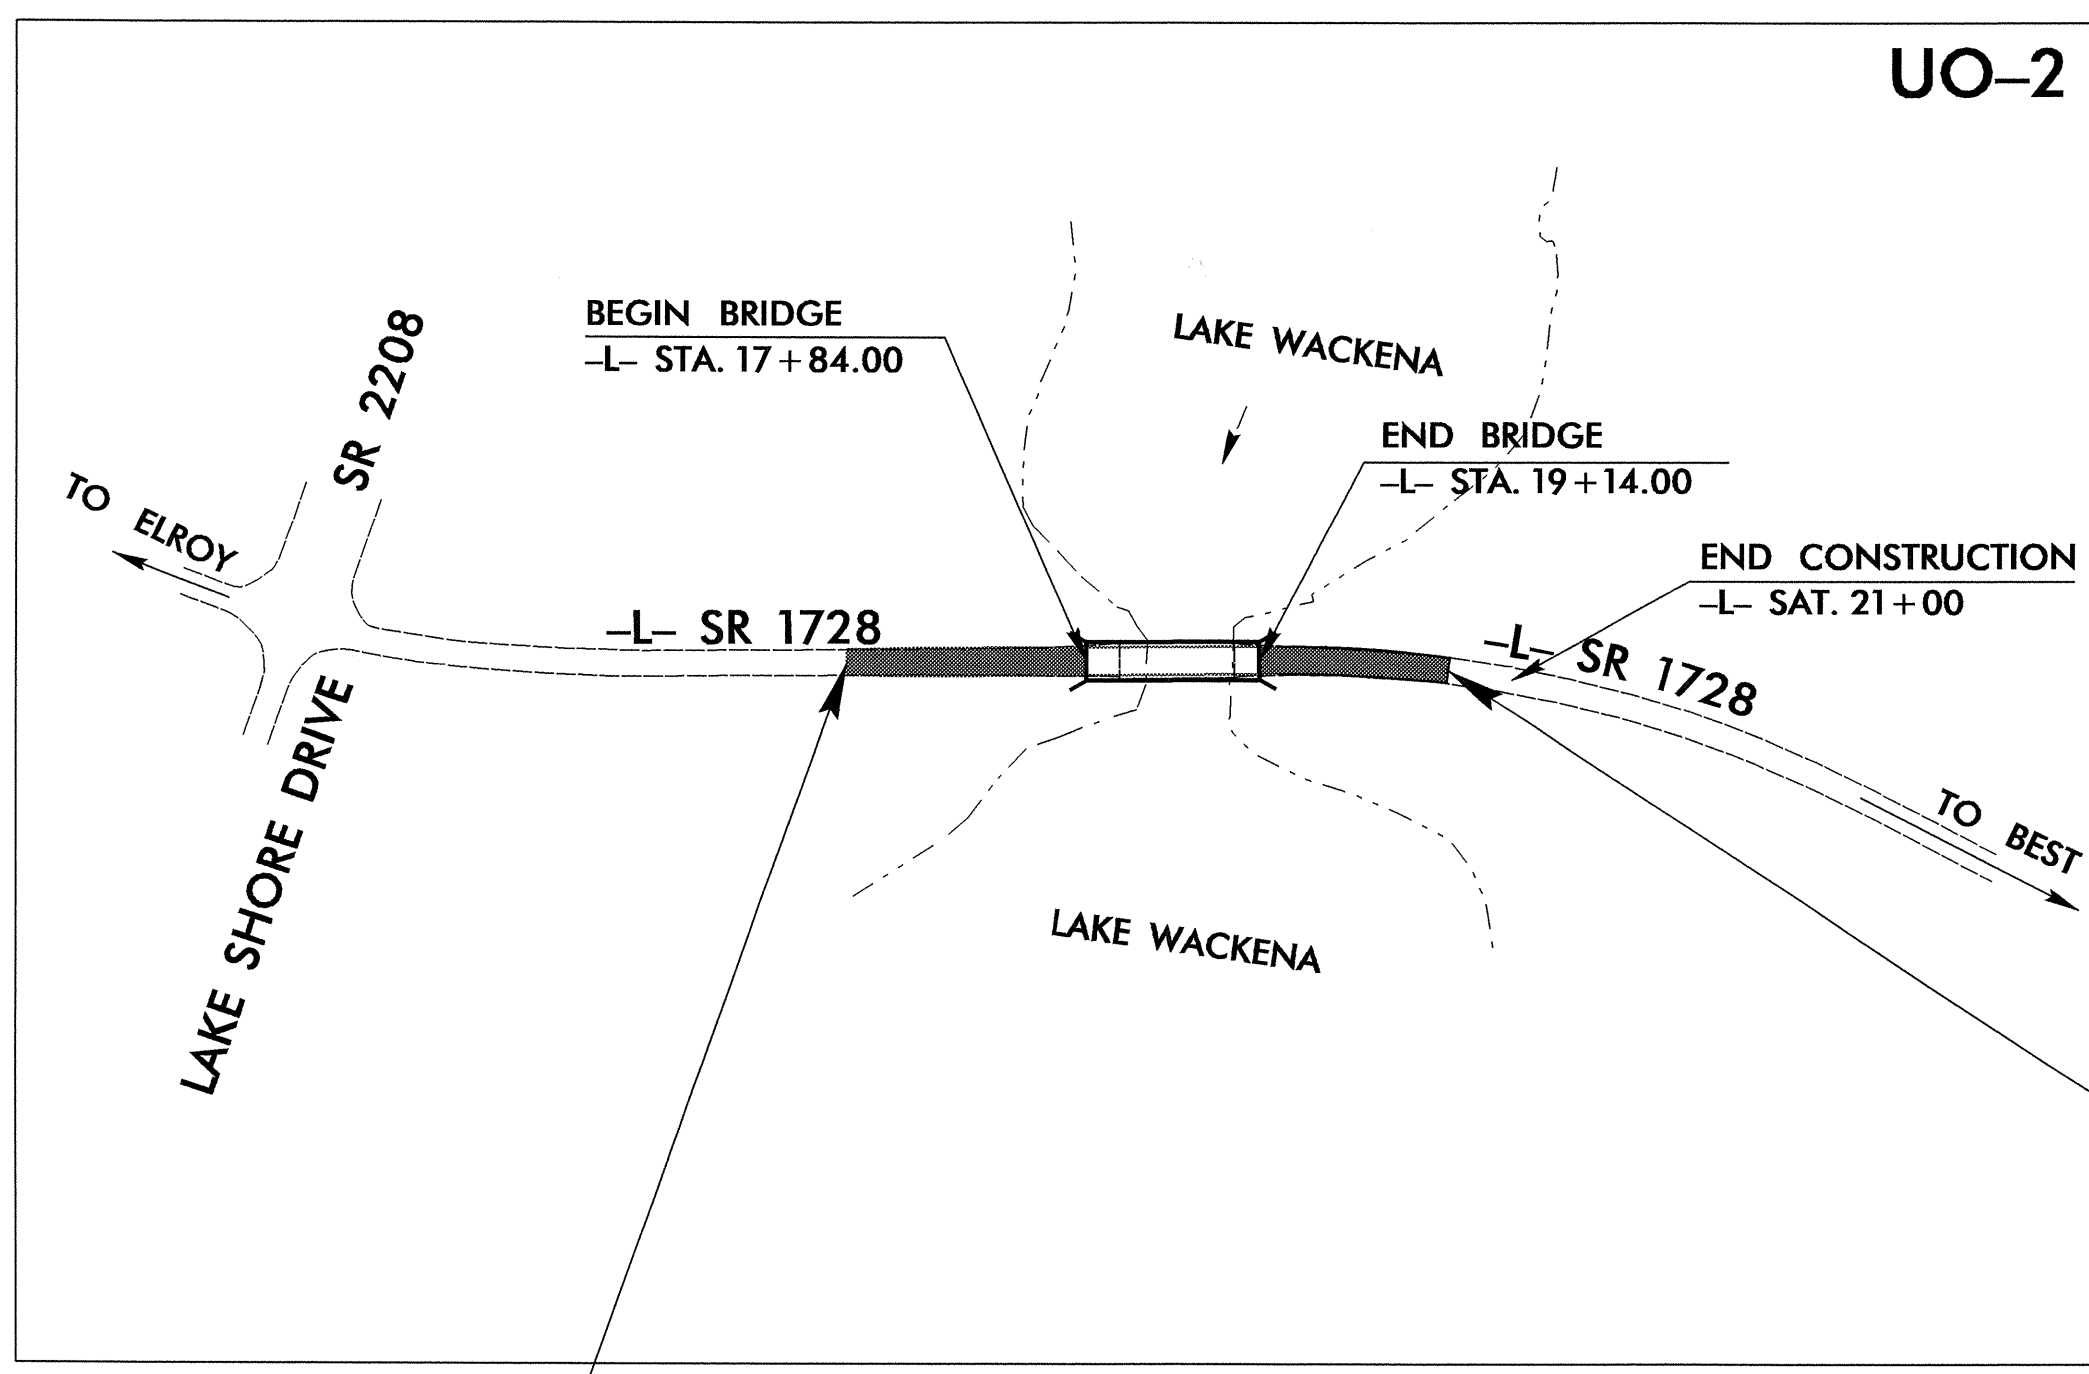 UO–2
BEGIN BRIDGE
–L– STA. 17+84.00
LAKE WACKENA
SR 2208
END BRIDGE
–L– STA. 19+14.00
TO ELROY
END CONSTRUCTION
–L– SAT. 21+00
–L– SR 1728
–L– SR 1728
LAKE SHORE DRIVE
TO BEST
LAKE WACKENA